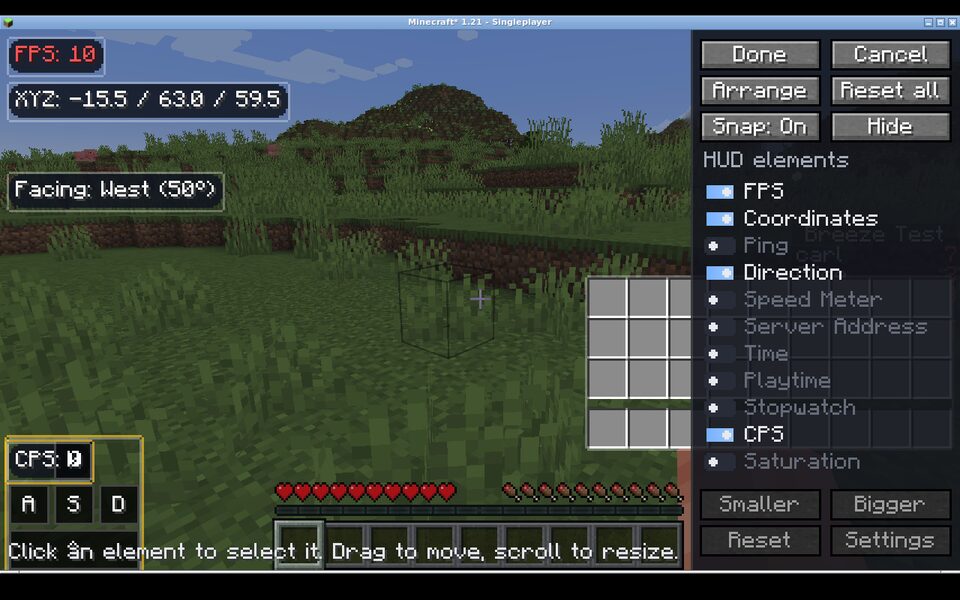 Minecraft* 1.21 - Singleplayer
FPS: 10
XYZ: -15.5 / 63.0 / 59.5
Facing: West (50°)
CPS: 0
A S D
Click an element to select it. Drag to move, scroll to resize.
Done Cancel
Arrange Reset all
Snap: On Hide
HUD elements
FPS
Coordinates
Ping
Direction
Speed Meter
Server Address
Time
Playtime
Stopwatch
CPS
Saturation
Smaller Bigger
Reset Settings